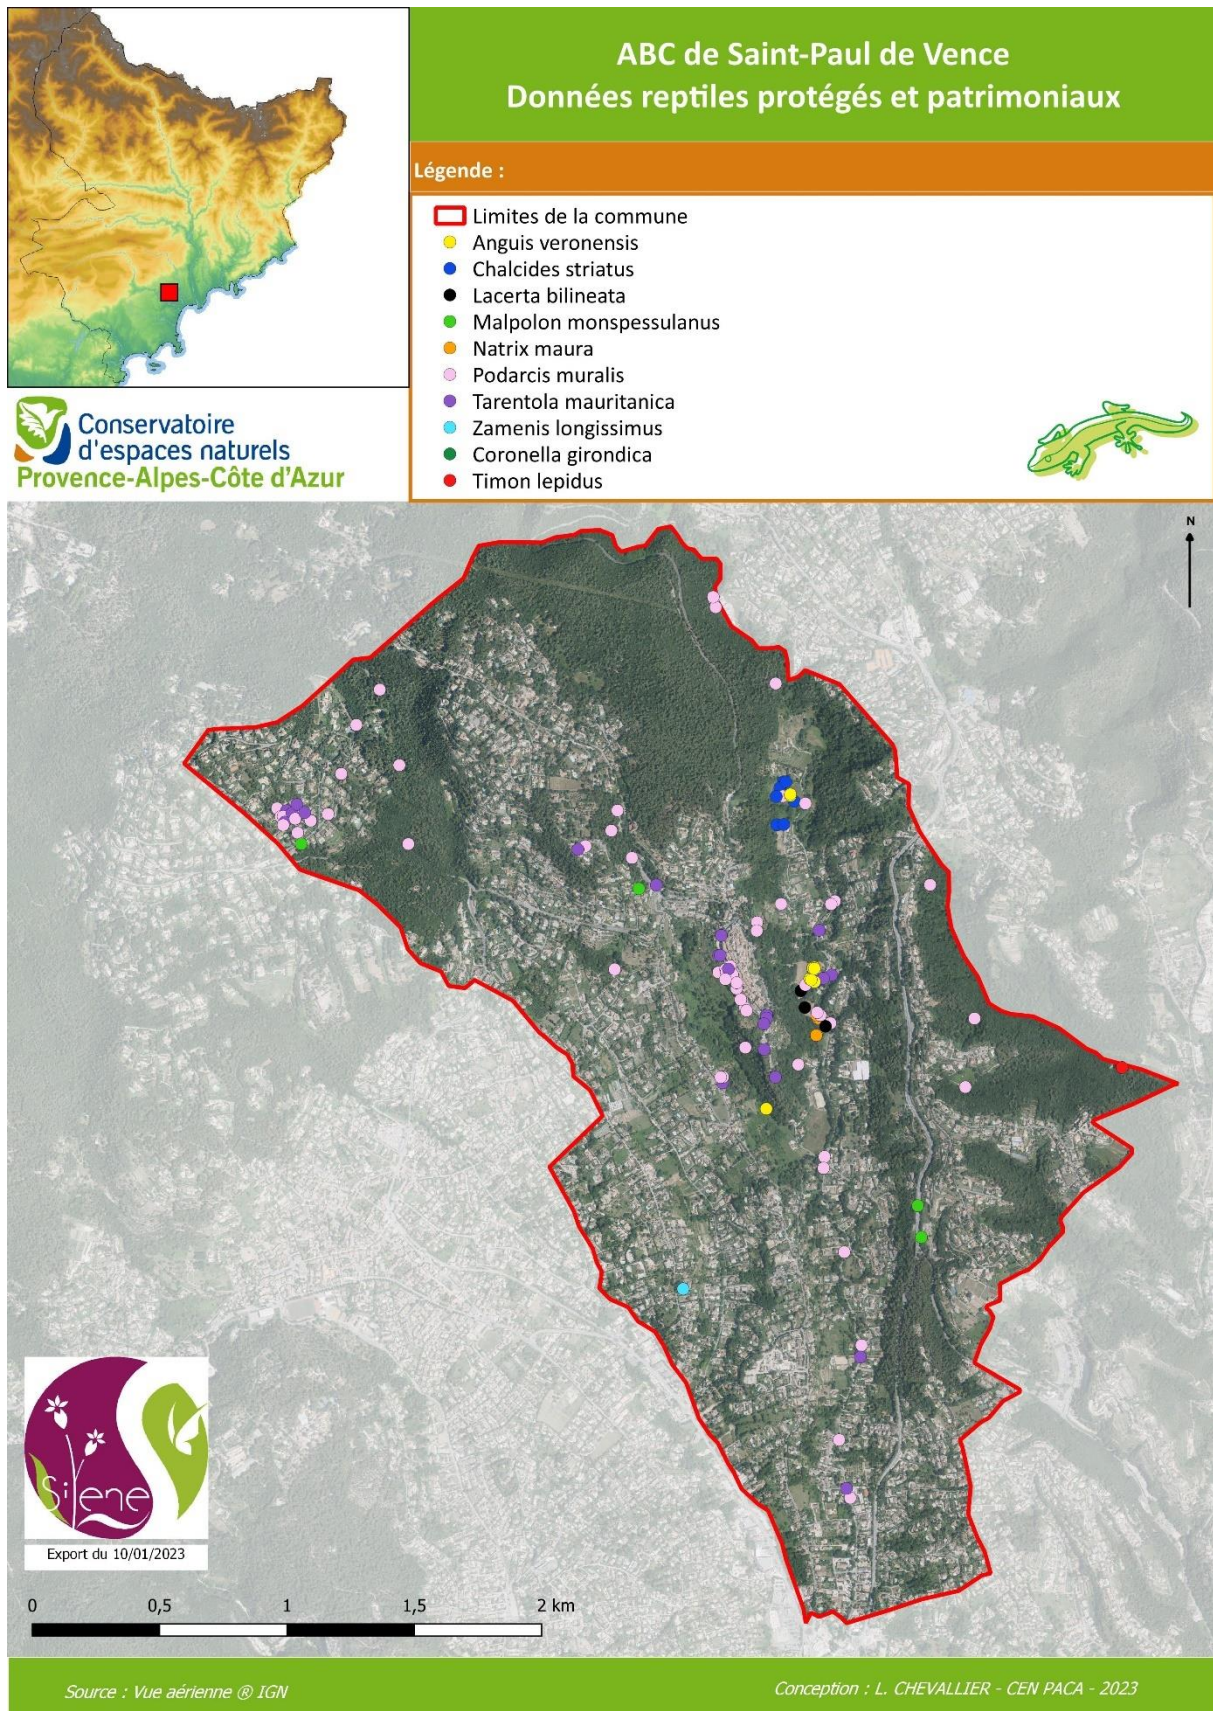 ABC de Saint-Paul de Vence
Données reptiles protégés et patrimoniaux
Légende :
Limites de la commune
Anguis veronensis
Chalcides striatus
Lacerta bilineata
Malpolon monspessulanus
Natrix maura
Podarcis muralis
Tarentola mauritanica
Zamenis longissimus
Coronella girondica
Timon lepidus
Conservatoire
d'espaces naturels
Provence-Alpes-Côte d'Azur
N
Silene
Export du 10/01/2023
0 0,5 1 1,5 2 km
Source : Vue aérienne ® IGN
Conception : L. CHEVALLIER - CEN PACA - 2023